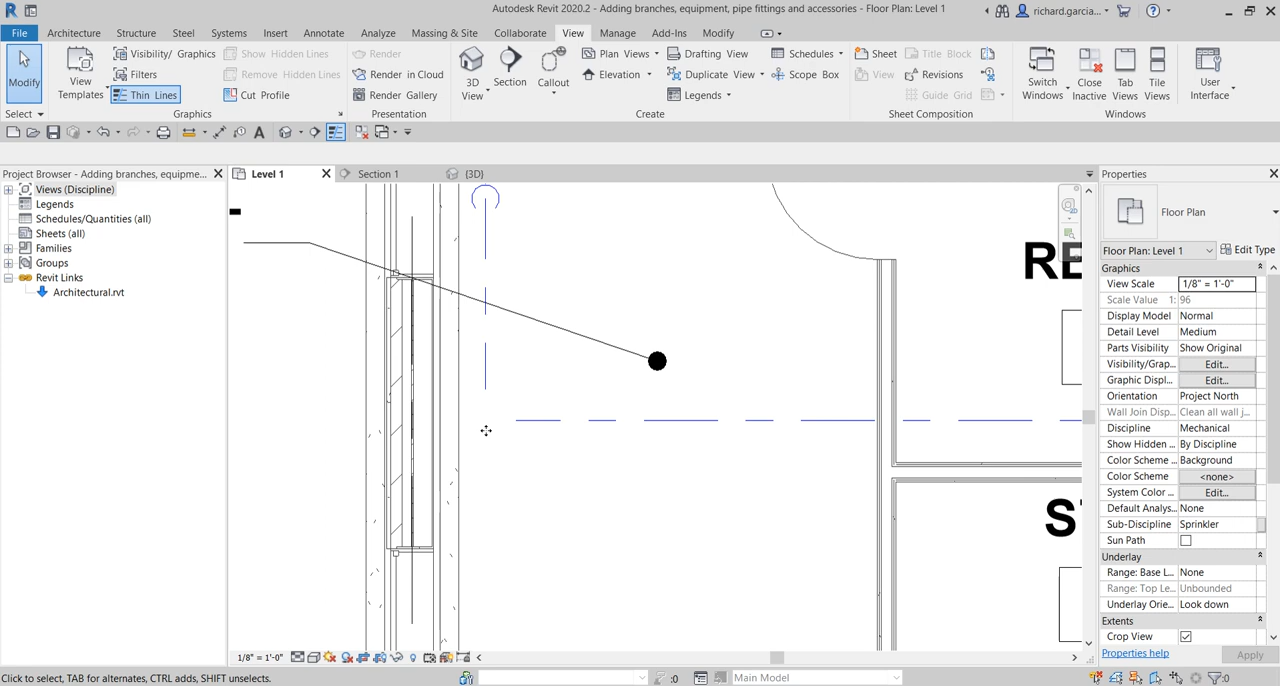 Autodesk Revit 2020.2 - Adding branches, equipment, pipe fittings and accessories - Floor Plan: Level 1
richard.garcia...
File Architecture Structure Steel Systems Insert Annotate Analyze Massing & Site Collaborate View Manage Add-Ins Modify
Visibility/ Graphics Show Hidden Lines Render Plan Views Drafting View Schedules Sheet Title Block
Filters Remove Hidden Lines Render in Cloud Elevation Duplicate View Scope Box View Revisions
Modify View Templates Thin Lines Cut Profile Render Gallery 3D View Section Callout Legends Guide Grid Switch Windows Close Inactive Tab Views Tile Views User Interface
Select Graphics Presentation Create Sheet Composition Windows
Project Browser - Adding branches, equipme... Level 1 Section 1 {3D} Properties
Views (Discipline)
Legends
Schedules/Quantities (all)
Sheets (all)
Families
Groups
Revit Links
Architectural.rvt
RE
ST
Floor Plan
Floor Plan: Level 1 Edit Type
Graphics
View Scale 1/8" = 1'-0"
Scale Value 1: 96
Display Model Normal
Detail Level Medium
Parts Visibility Show Original
Visibility/Grap... Edit...
Graphic Displ... Edit...
Orientation Project North
Wall Join Disp... Clean all wall j...
Discipline Mechanical
Show Hidden ... By Discipline
Color Scheme ... Background
Color Scheme <none>
System Color ... Edit...
Default Analys... None
Sub-Discipline Sprinkler
Sun Path
Underlay
Range: Base L... None
Range: Top Le... Unbounded
Underlay Orie... Look down
Extents
Crop View
Properties help Apply
1/8" = 1'-0"
Click to select, TAB for alternates, CTRL adds, SHIFT unselects. :0 Main Model :0